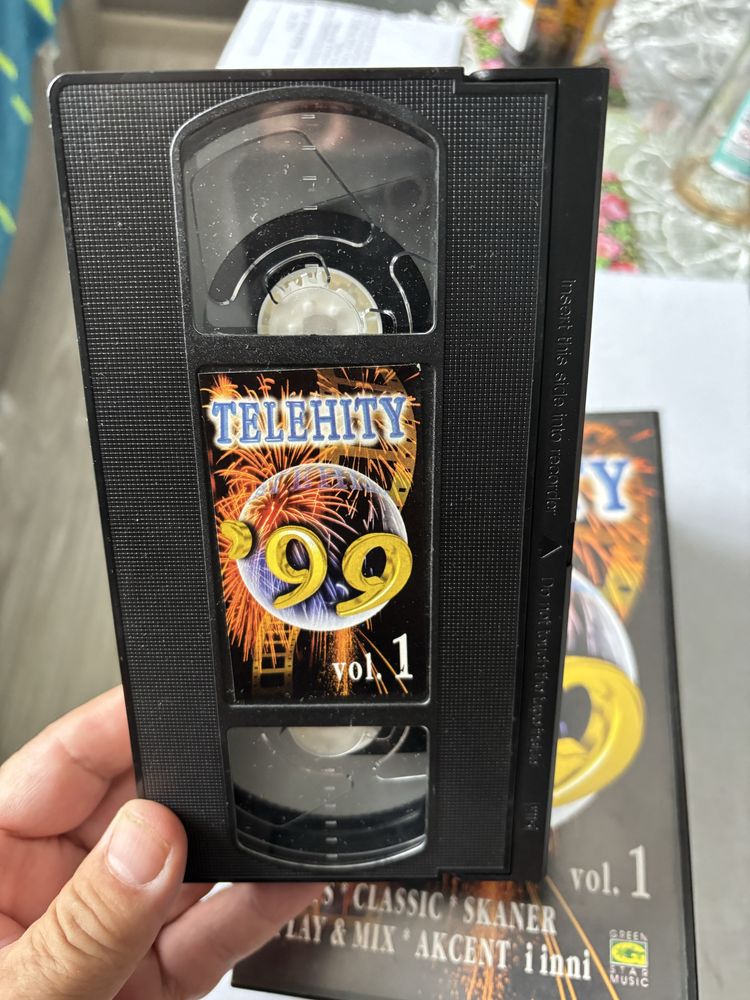 TELEHITY
'99
vol. 1
Insert this side into recorder
Do not touch the tape inside
HY
vol. 1
S * CLASSIC * SKANER
LAY & MIX * AKCENT i inni
GREEN
STAR
MUSIC